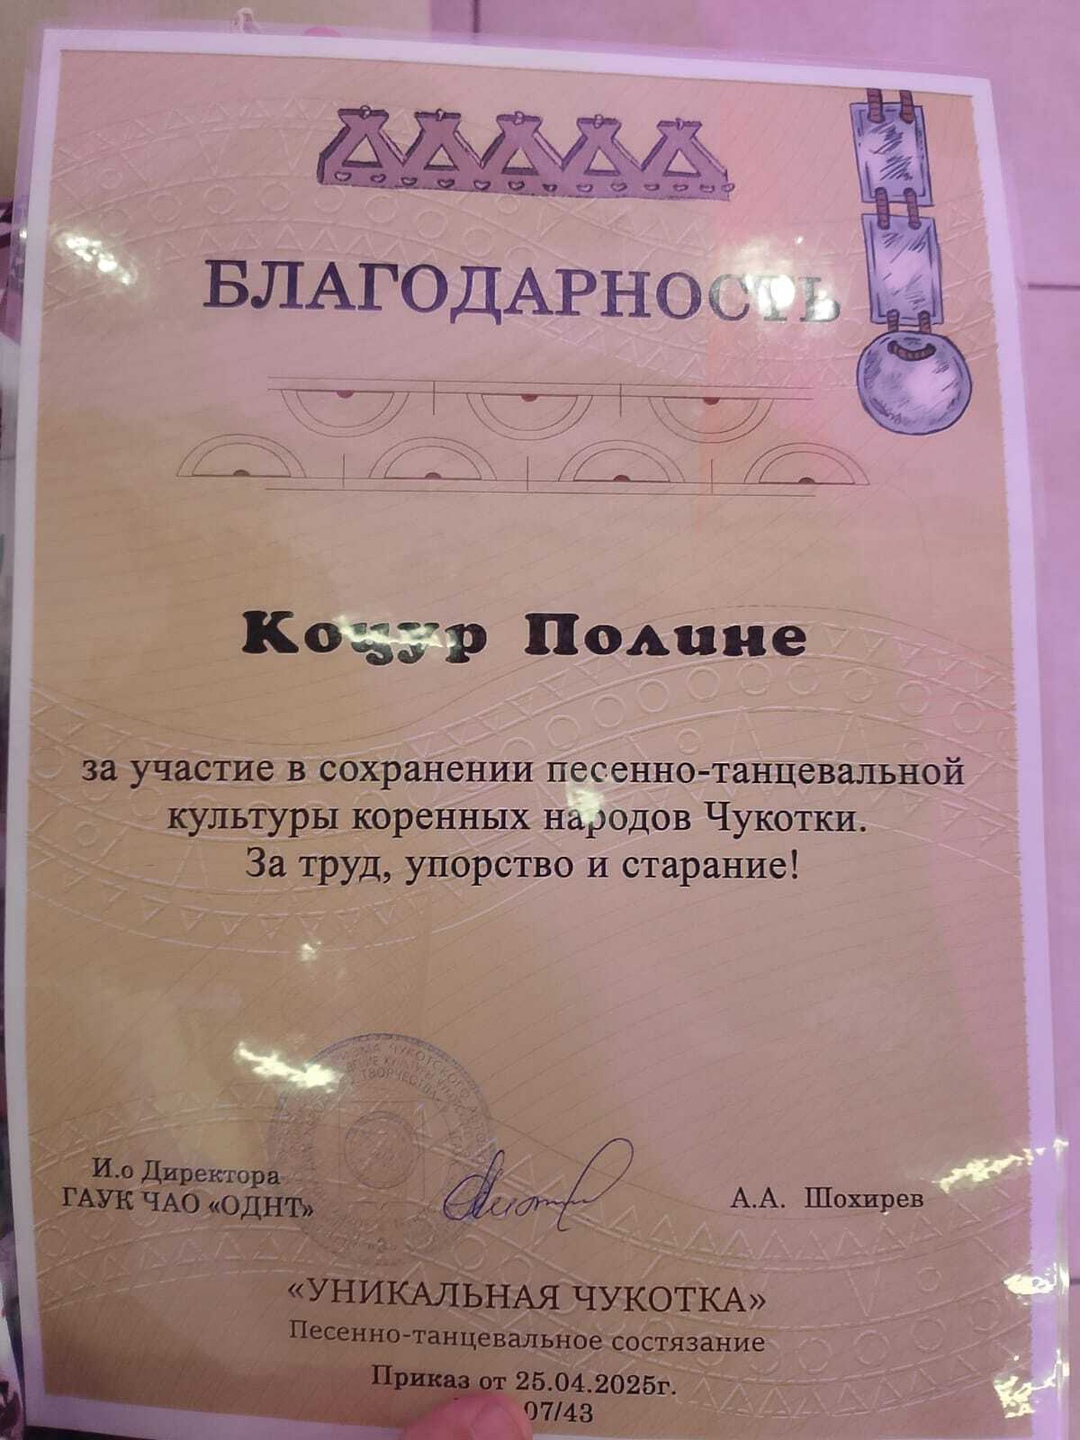 БЛАГОДАРНОСТЬ
Коцур Полине
за участие в сохранении песенно-танцевальной
культуры коренных народов Чукотки.
За труд, упорство и старание!
И.о Директора
ГАУК ЧАО «ОДНТ»
А.А. Шохирев
«УНИКАЛЬНАЯ ЧУКОТКА»
Песенно-танцевальное состязание
Приказ от 25.04.2025г.
07/43